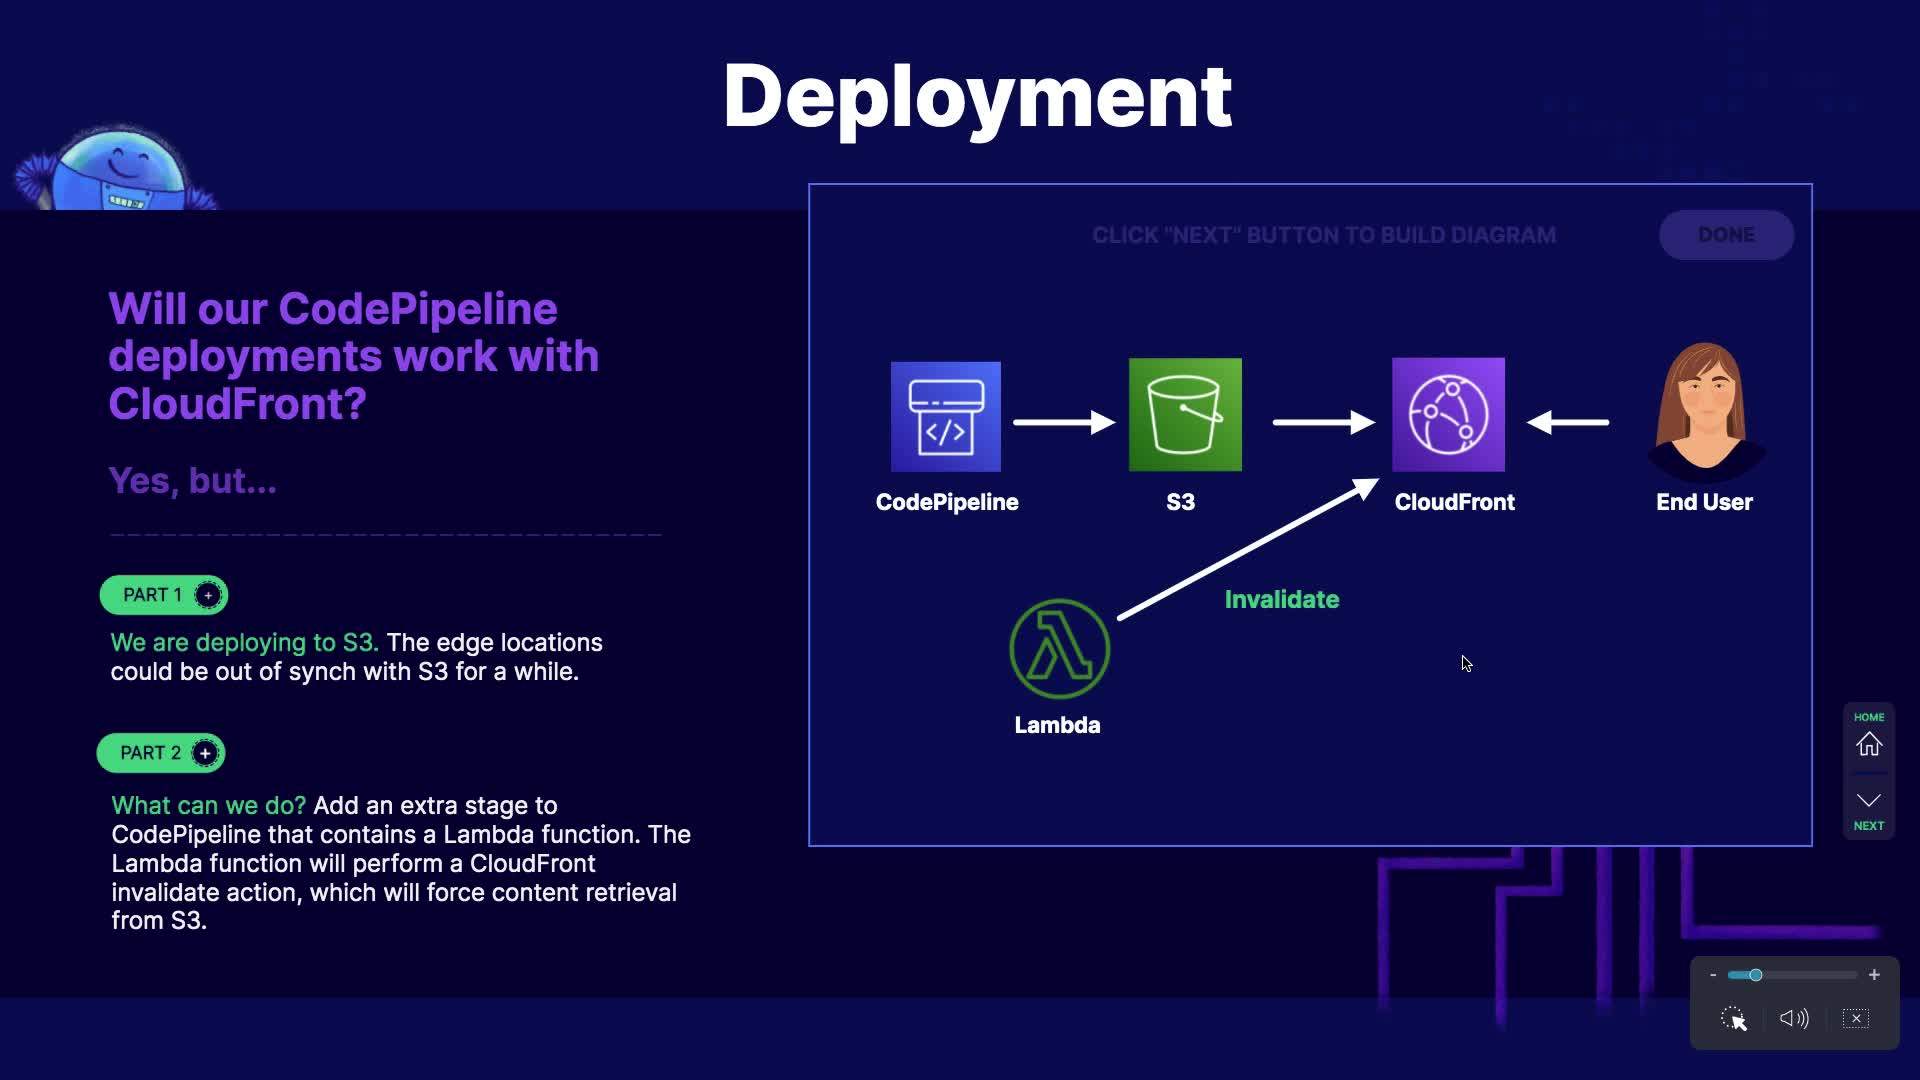 Deployment
Will our CodePipeline
deployments work with
CloudFront?
Yes, but...
PART 1
We are deploying to S3. The edge locations
could be out of synch with S3 for a while.
PART 2
What can we do? Add an extra stage to
CodePipeline that contains a Lambda function. The
Lambda function will perform a CloudFront
invalidate action, which will force content retrieval
from S3.
CLICK "NEXT" BUTTON TO BUILD DIAGRAM
DONE
CodePipeline
S3
CloudFront
End User
Invalidate
Lambda
HOME
NEXT